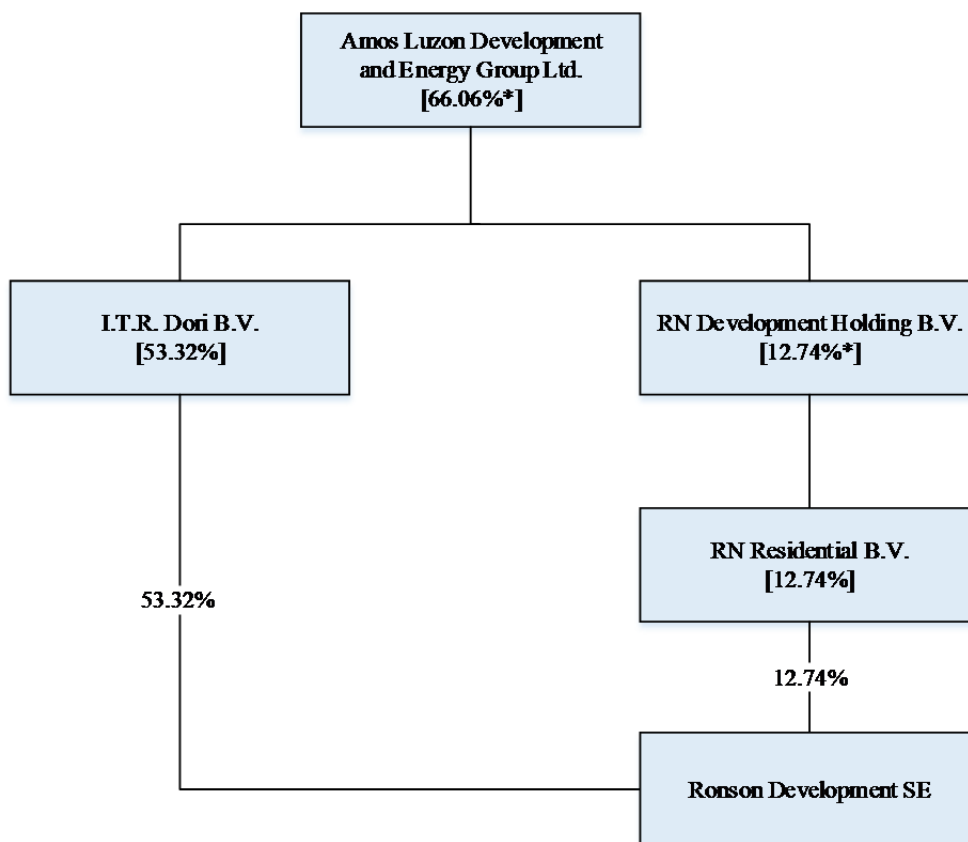 Amos Luzon Development
and Energy Group Ltd.
[66.06%*]
I.T.R. Dori B.V.
[53.32%]
RN Development Holding B.V.
[12.74%*]
RN Residential B.V.
[12.74%]
53.32%
12.74%
Ronson Development SE